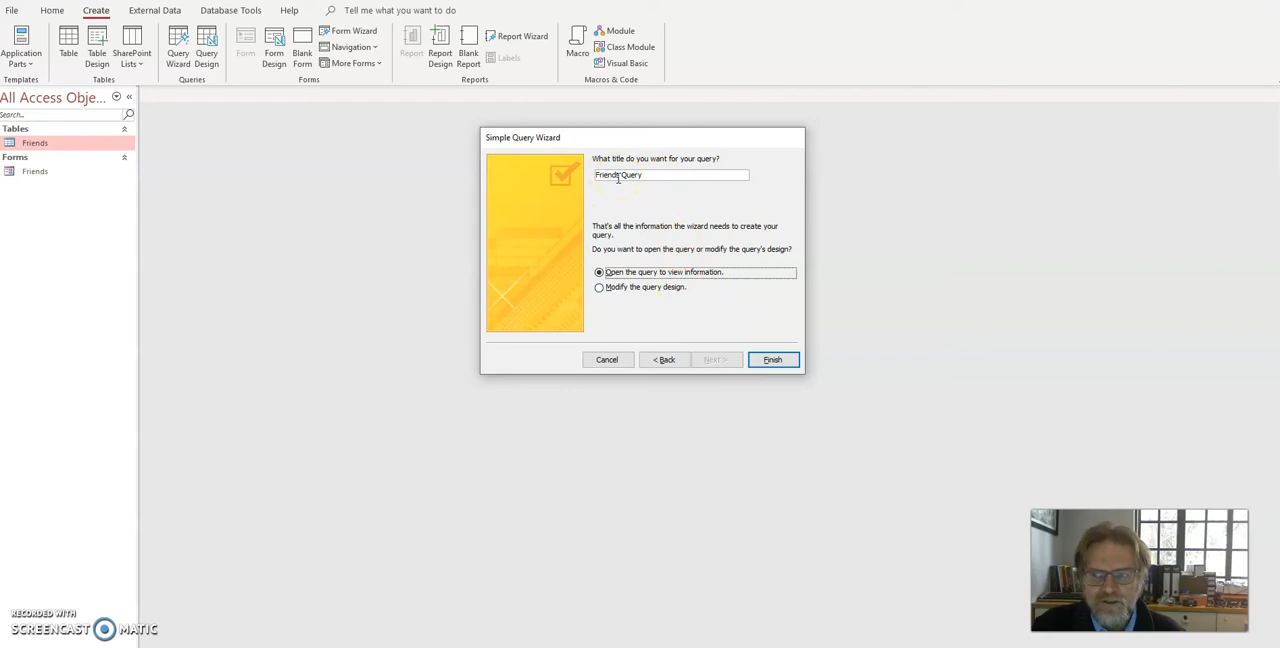 File Home Create External Data Database Tools Help Tell me what you want to do
Application Parts Table Table Design SharePoint Lists Query Wizard Query Design Form Form Design Blank Form Form Wizard Navigation More Forms Report Report Design Blank Report Report Wizard Labels Macro Module Class Module Visual Basic
Templates Tables Queries Forms Reports Macros & Code
All Access Obje...
Search...
Tables
Friends
Forms
Friends
Simple Query Wizard
What title do you want for your query?
Friends Query
That's all the information the wizard needs to create your
query.
Do you want to open the query or modify the query's design?
Open the query to view information.
Modify the query design.
Cancel < Back Next > Finish
RECORDED WITH
SCREENCAST MATIC